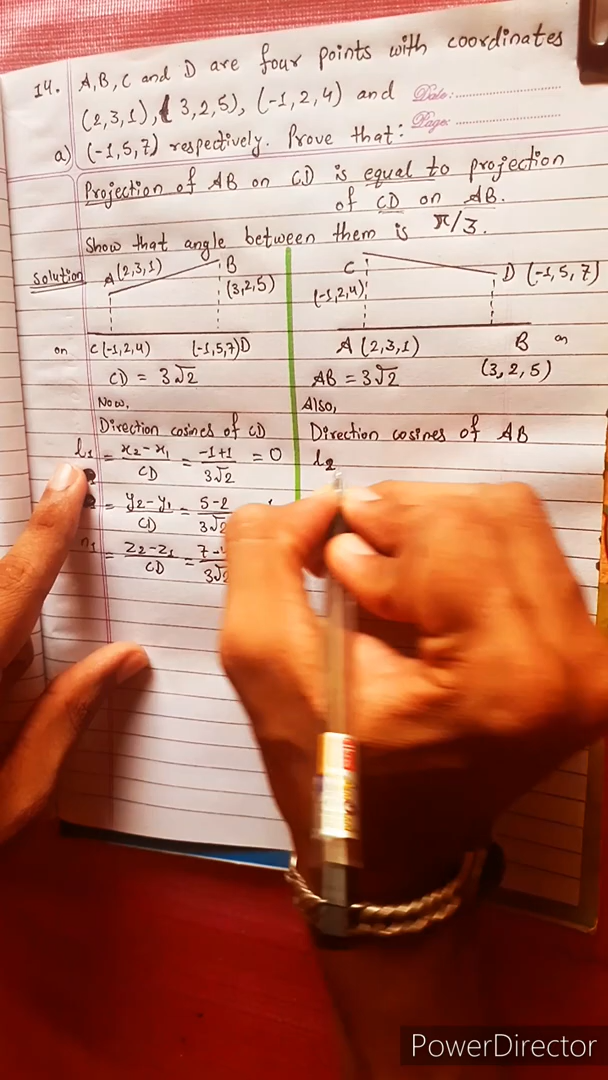 14. A, B, C and D are four points with coordinates
(2,3,1), (3,2,5), (-1,2,4) and Date:
(-1,5,7) respectively. Prove that: Page:
a) Projection of AB on CD is equal to projection
of CD on AB.
Show that angle between them is π/3.
Solution
A (2,3,1) B
(3,2,5)
on C (-1,2,4) (-1,5,7) D
CD = 3√2
Now,
Direction cosines of CD
l₁ = x₂-x₁/CD = -1+1/3√2 = 0
= y₂-y₁/CD = 5-2/3√2
n₁ = z₂-z₁/CD = 7-
3√2
C D (-1,5,7)
(-1,2,4)
A (2,3,1) B on
AB = 3√2 (3,2,5)
Also,
Direction cosines of AB
l₂
PowerDirector